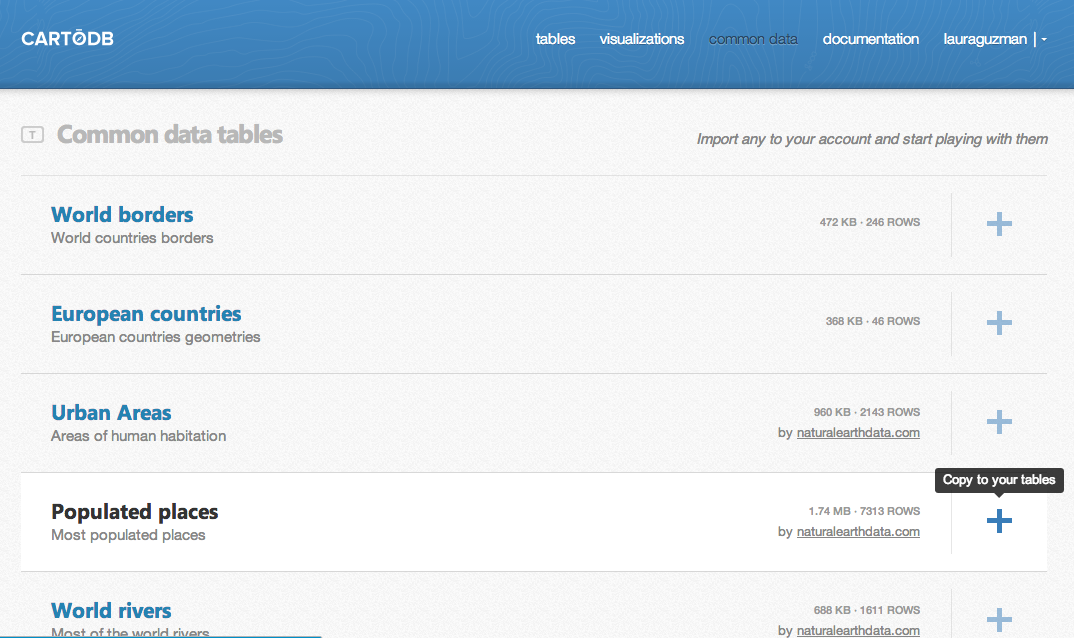 CARTŌDB
tables visualizations common data documentation lauraguzman
T Common data tables
Import any to your account and start playing with them
World borders
World countries borders
472 KB · 246 ROWS
European countries
European countries geometries
368 KB · 46 ROWS
Urban Areas
Areas of human habitation
960 KB · 2143 ROWS
by naturalearthdata.com
Copy to your tables
Populated places
Most populated places
1.74 MB · 7313 ROWS
by naturalearthdata.com
World rivers
Most of the world rivers
688 KB · 1611 ROWS
by naturalearthdata.com